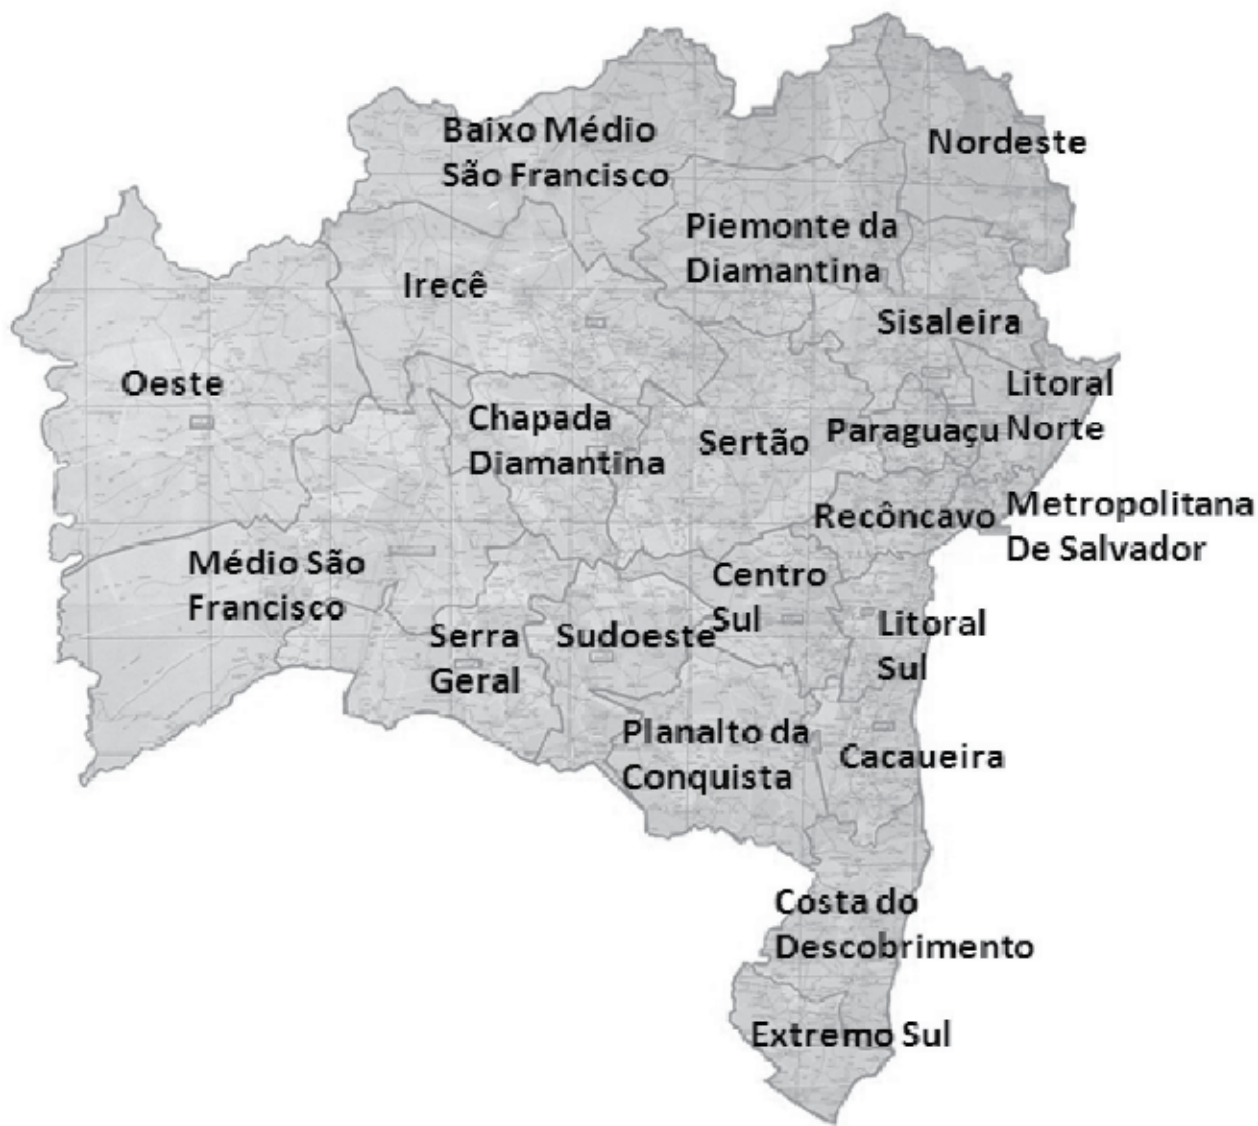 Baixo Médio
São Francisco
Nordeste
Piemonte da
Diamantina
Irecê
Sisaleira
Oeste
Litoral
Norte
Chapada
Diamantina
Sertão
Paraguaçu
Recôncavo
Metropolitana
De Salvador
Médio São
Francisco
Centro
Sul
Serra
Geral
Sudoeste
Litoral
Sul
Planalto da
Conquista
Cacaueira
Costa do
Descobrimento
Extremo Sul